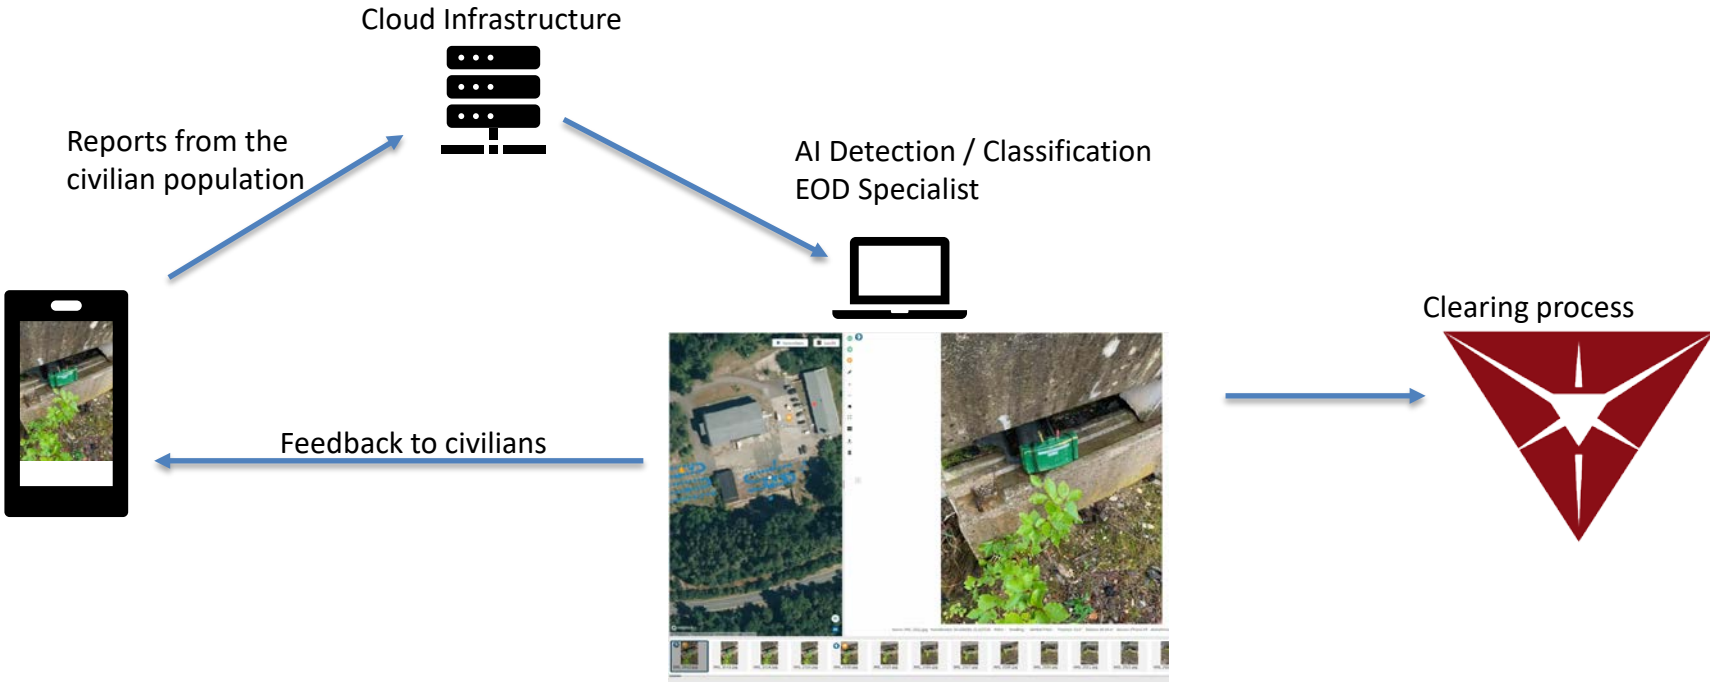 Cloud Infrastructure
Reports from the
civilian population
AI Detection / Classification
EOD Specialist
Clearing process
Feedback to civilians